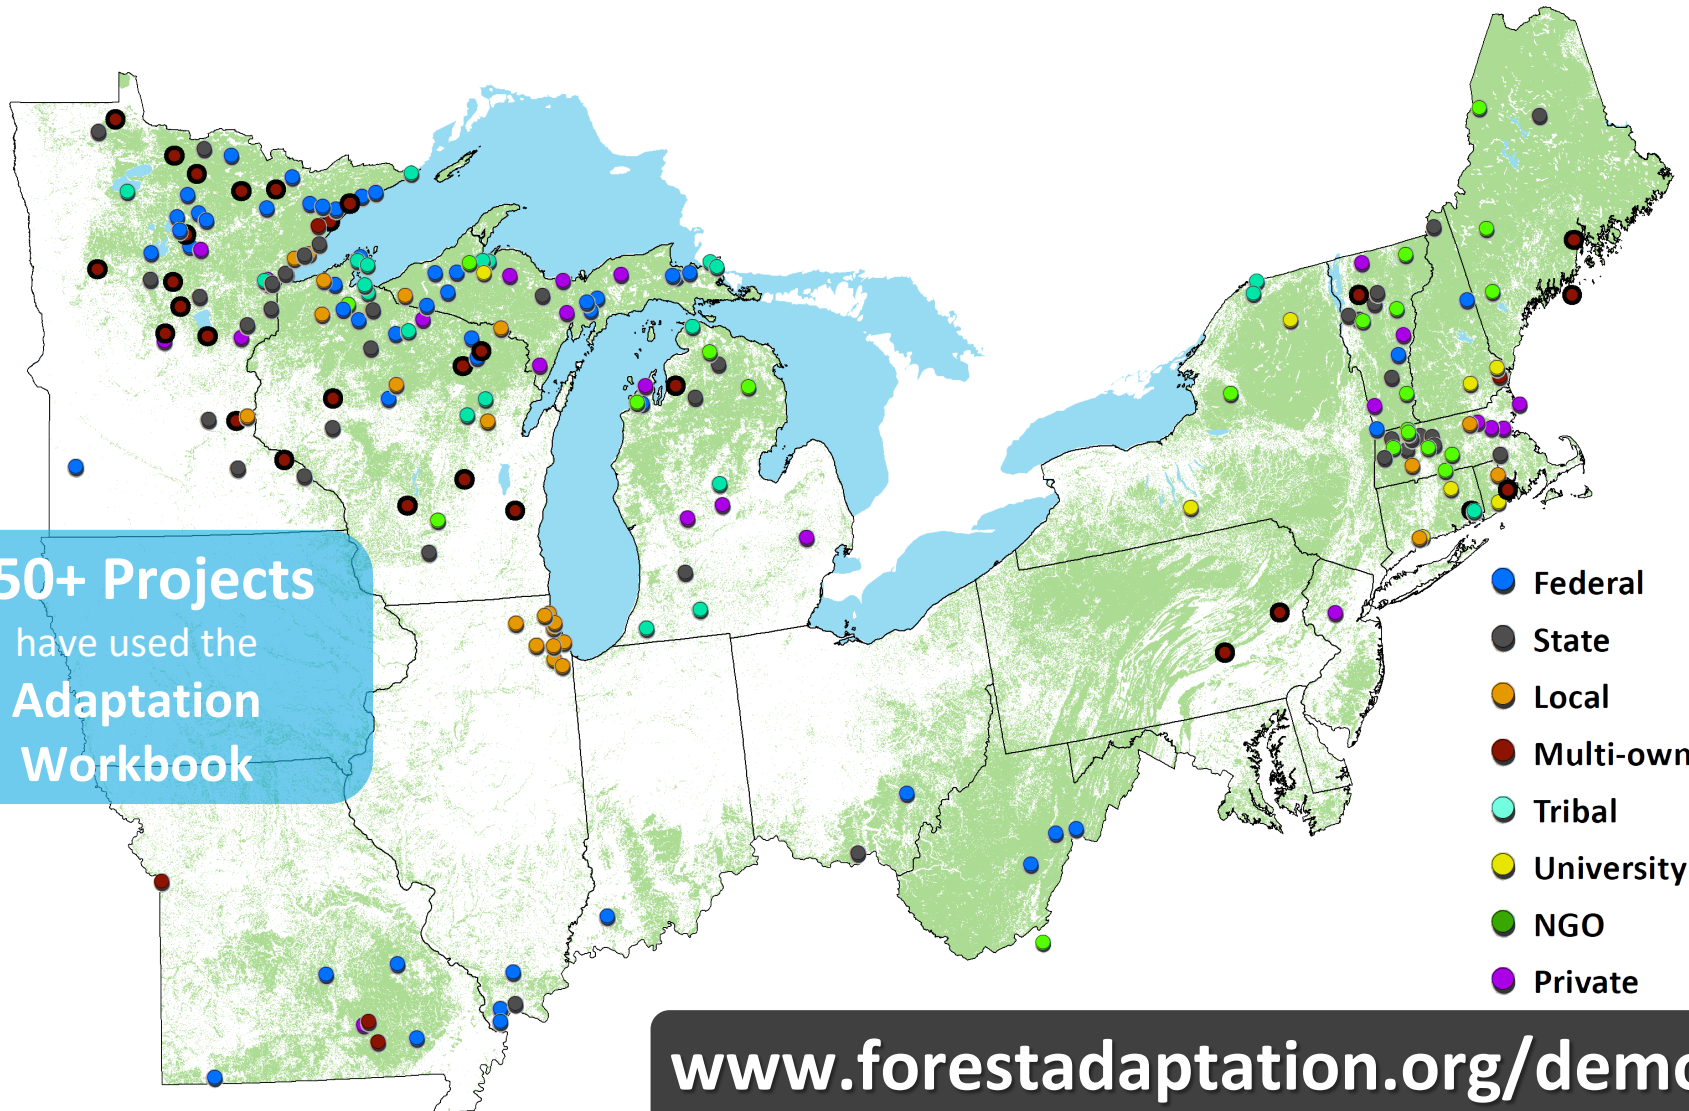 50+ Projects
have used the
Adaptation
Workbook
Federal
State
Local
Multi-own
Tribal
University
NGO
Private
www.forestadaptation.org/demo